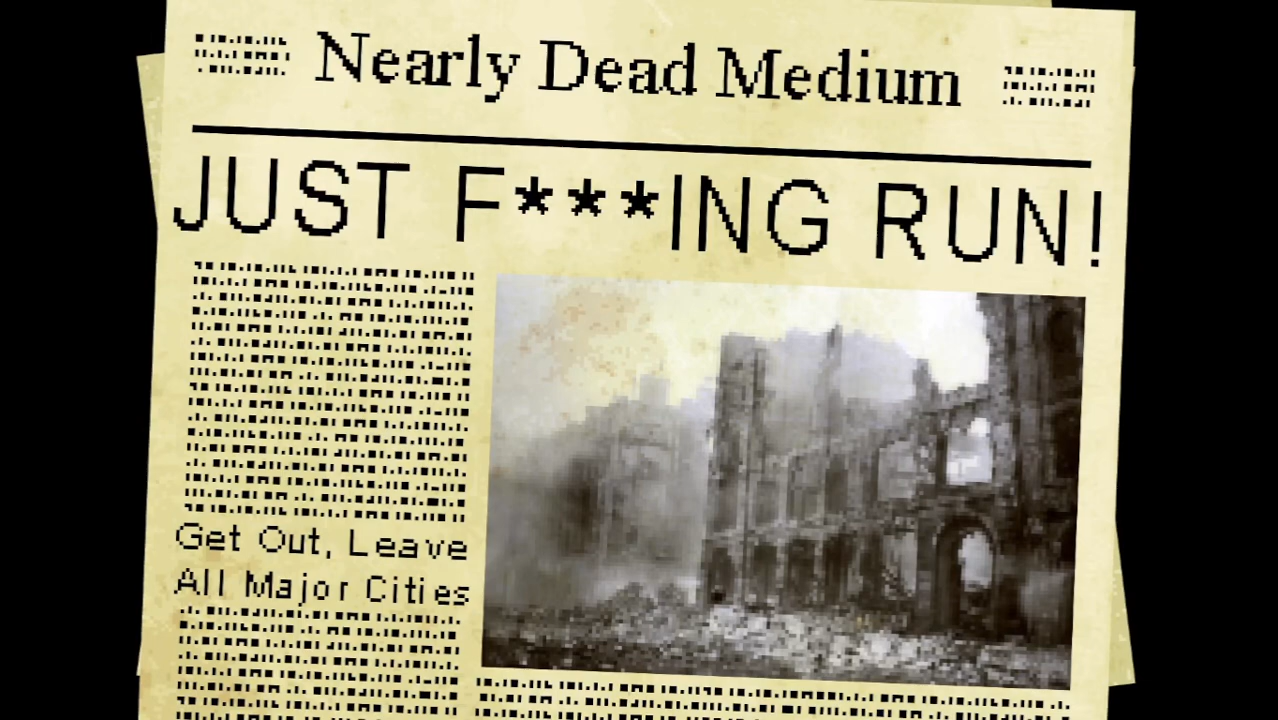 Nearly Dead Medium
JUST F***ING RUN!
Get Out, Leave
All Major Cities